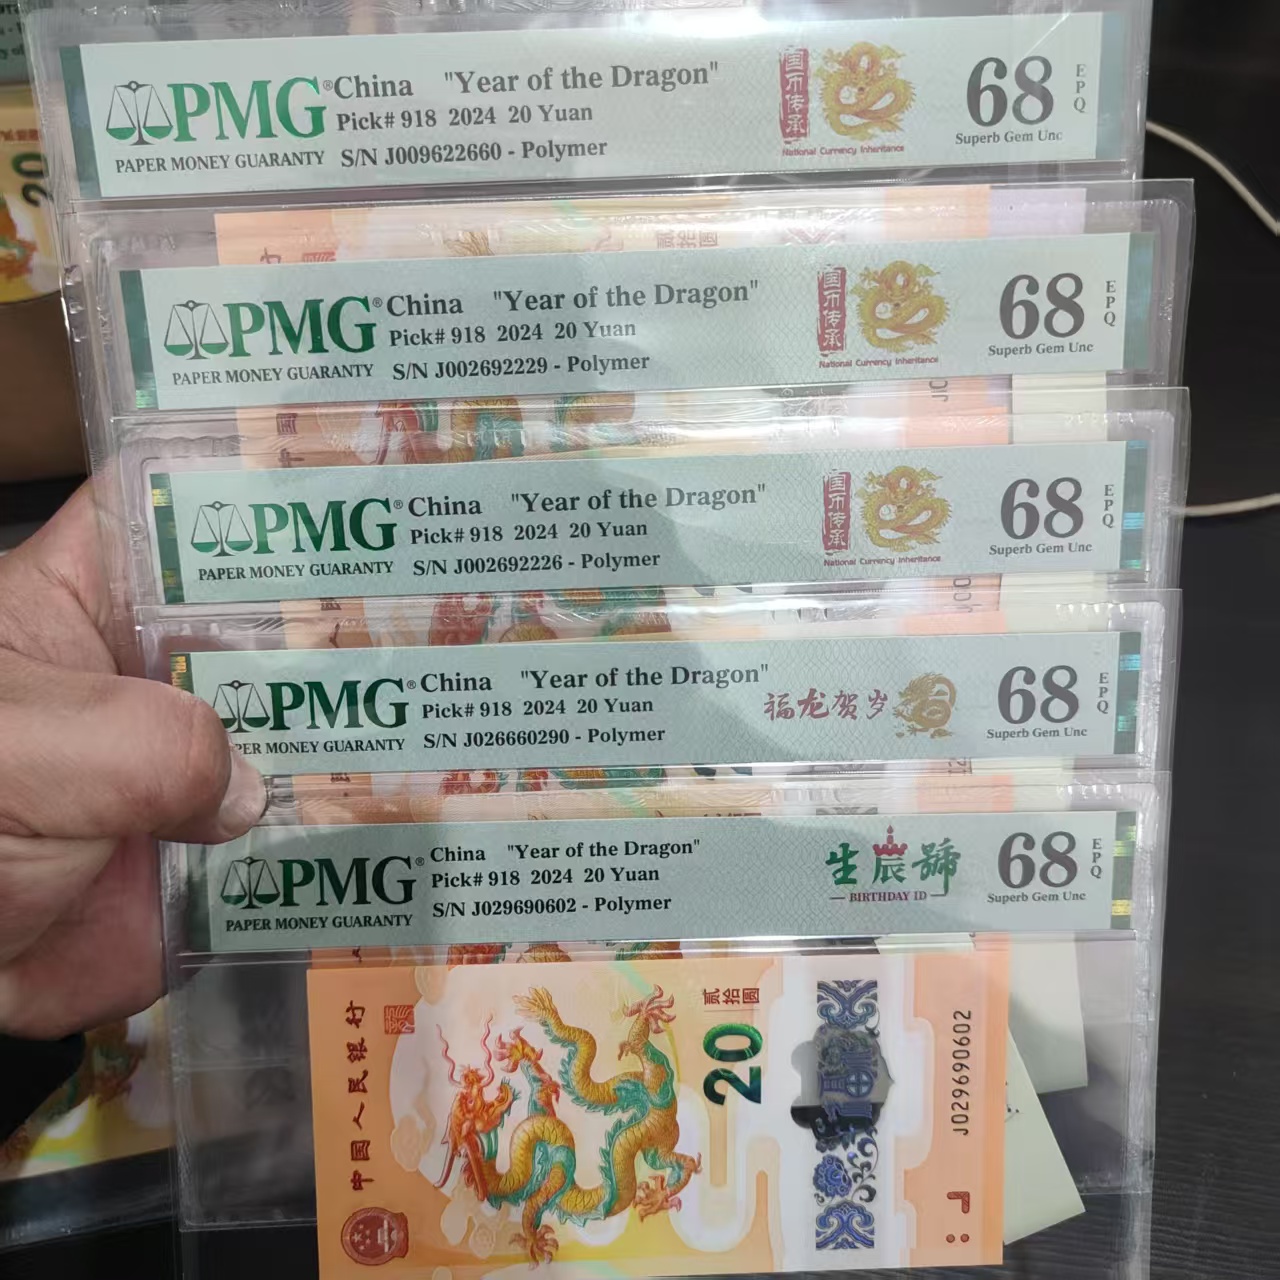 PMG®
PAPER MONEY GUARANTY
China "Year of the Dragon"
Pick# 918 2024 20 Yuan
S/N J009622660 - Polymer
国币传承
National Currency Inheritance
68
EPQ
Superb Gem Unc
贰拾圆
PMG®
PAPER MONEY GUARANTY
China "Year of the Dragon"
Pick# 918 2024 20 Yuan
S/N J002692229 - Polymer
国币传承
National Currency Inheritance
68
EPQ
Superb Gem Unc
PMG®
PAPER MONEY GUARANTY
China "Year of the Dragon"
Pick# 918 2024 20 Yuan
S/N J002692226 - Polymer
国币传承
National Currency Inheritance
68
EPQ
Superb Gem Unc
PMG®
PER MONEY GUARANTY
China "Year of the Dragon"
Pick# 918 2024 20 Yuan
S/N J026660290 - Polymer
福龙贺岁
68
EPQ
Superb Gem Unc
PMG®
PAPER MONEY GUARANTY
China "Year of the Dragon"
Pick# 918 2024 20 Yuan
S/N J029690602 - Polymer
生辰號
BIRTHDAY ID
68
EPQ
Superb Gem Unc
中国人民银行
贰拾圆
20
J029690602